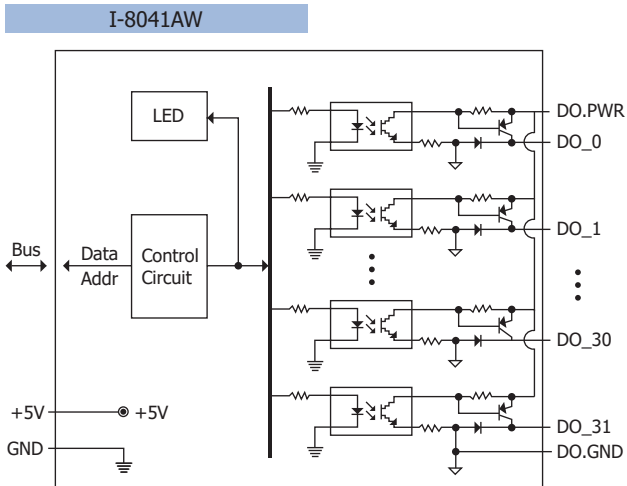 I-8041AW
LED
DO.PWR
DO_0
DO_1
Bus
Data
Addr
Control
Circuit
DO_30
+5V
+5V
DO_31
GND
DO.GND